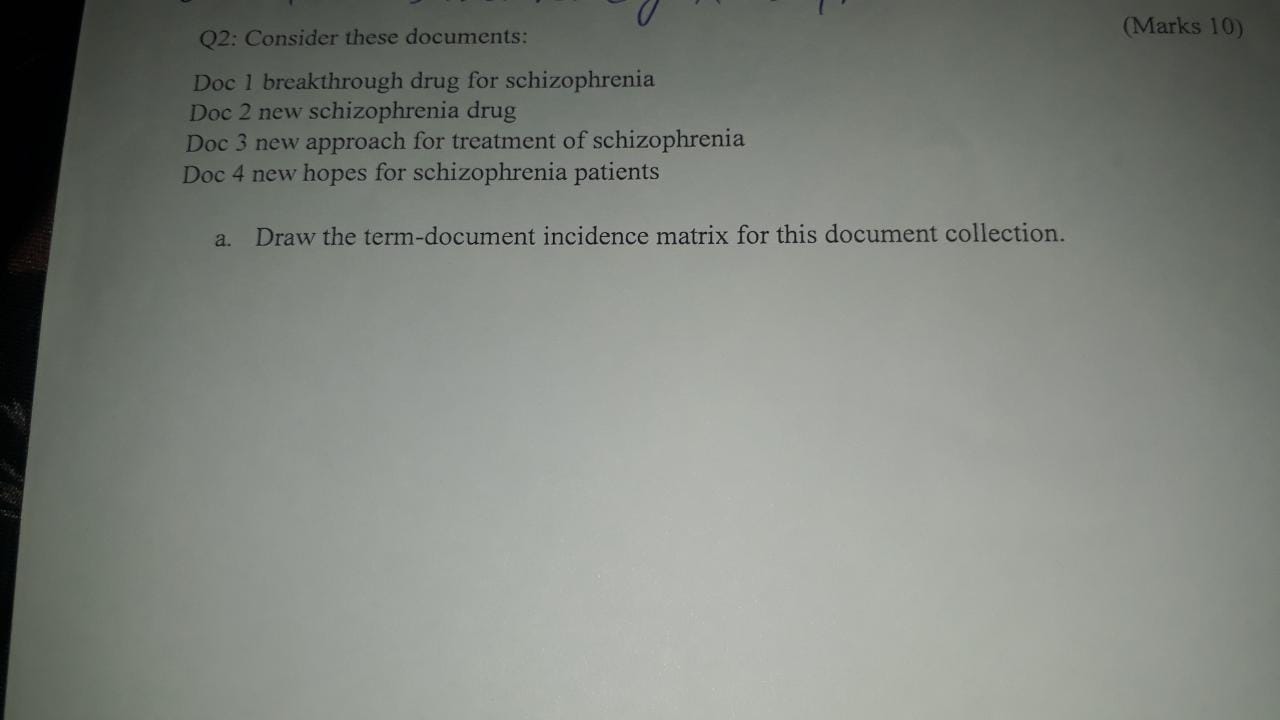 (Marks 10)
Q2: Consider these documents:
Doc 1 breakthrough drug for schizophrenia
Doc 2 new schizophrenia drug
Doc 3 new approach for treatment of schizophrenia
Doc 4 new hopes for schizophrenia patients
a. Draw the term-document incidence matrix for this document collection.